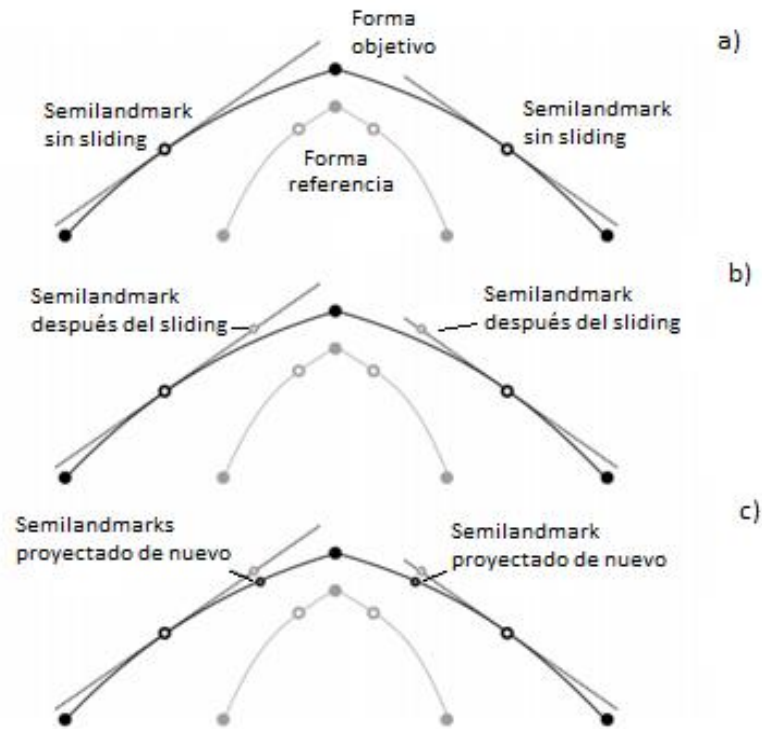 Forma
objetivo
a)
Semilandmark
sin sliding
Semilandmark
sin sliding
Forma
referencia
b)
Semilandmark
después del sliding
Semilandmark
después del sliding
c)
Semilandmarks
proyectado de nuevo
Semilandmark
proyectado de nuevo